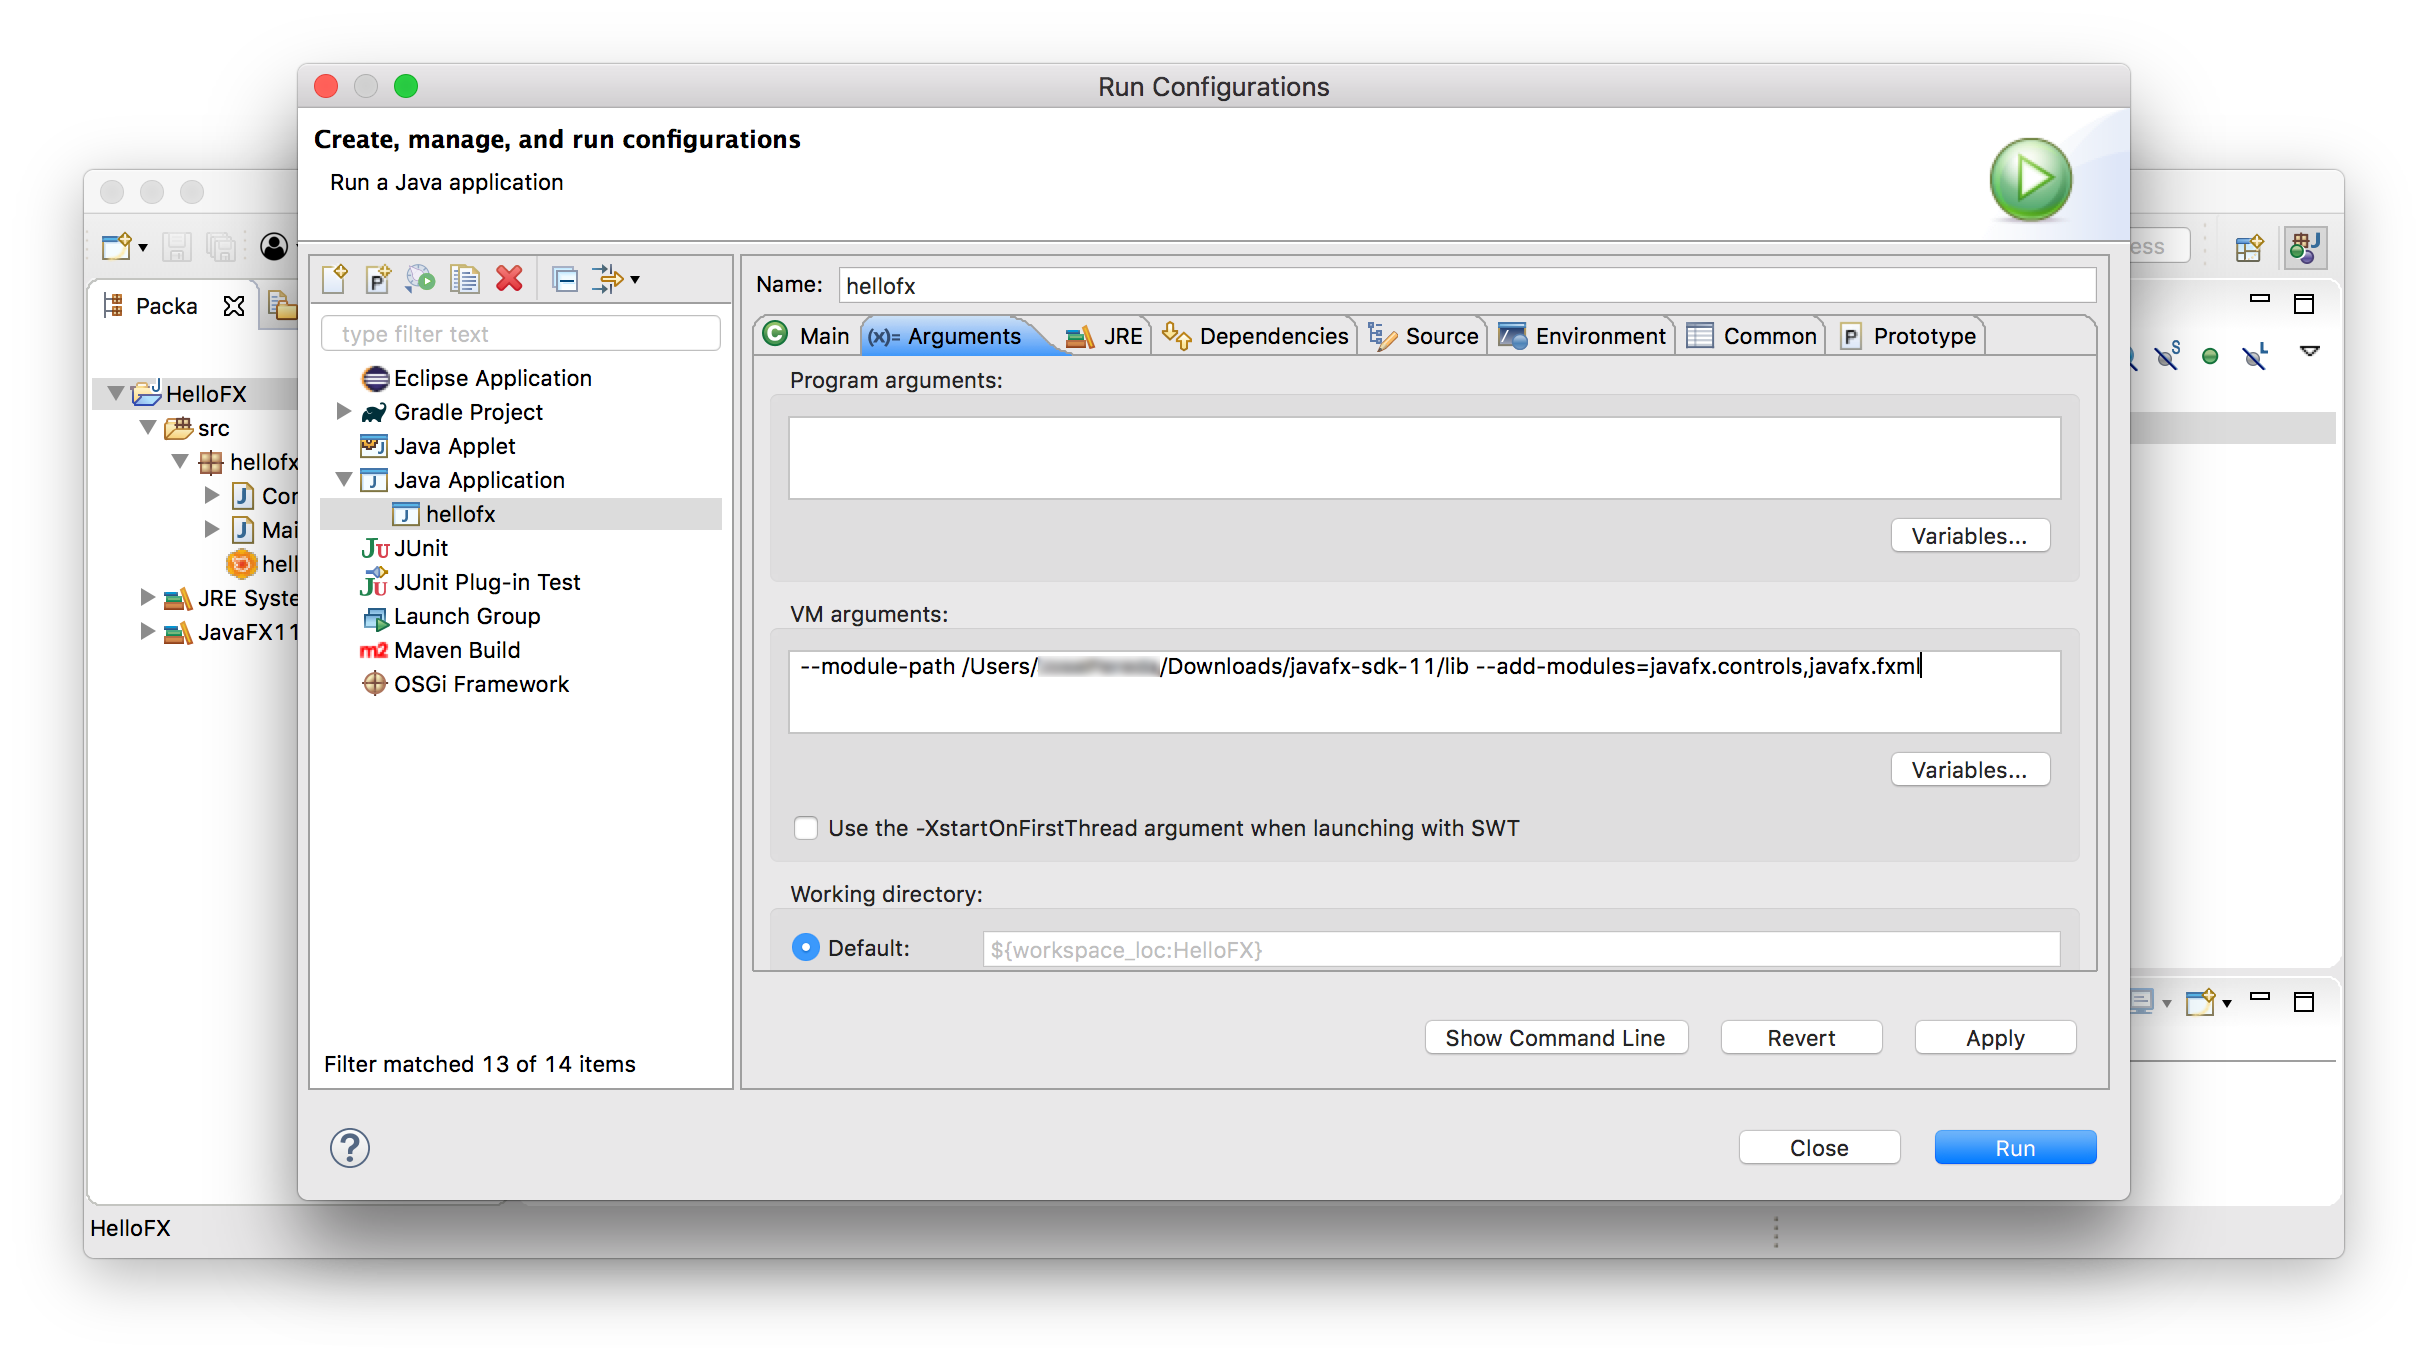 Run Configurations
Create, manage, and run configurations
Run a Java application
ess
Packa
HelloFX
src
hellofx
Cor
Mai
hell
JRE Syste
JavaFX11
type filter text
Eclipse Application
Gradle Project
Java Applet
Java Application
hellofx
JUnit
JUnit Plug-in Test
Launch Group
Maven Build
OSGi Framework
Filter matched 13 of 14 items
Name: hellofx
Main (x)= Arguments JRE Dependencies Source Environment Common Prototype
Program arguments:
Variables...
VM arguments:
--module-path /Users/ /Downloads/javafx-sdk-11/lib --add-modules=javafx.controls,javafx.fxml
Variables...
Use the -XstartOnFirstThread argument when launching with SWT
Working directory:
Default: ${workspace_loc:HelloFX}
Show Command Line Revert Apply
? Close Run
HelloFX